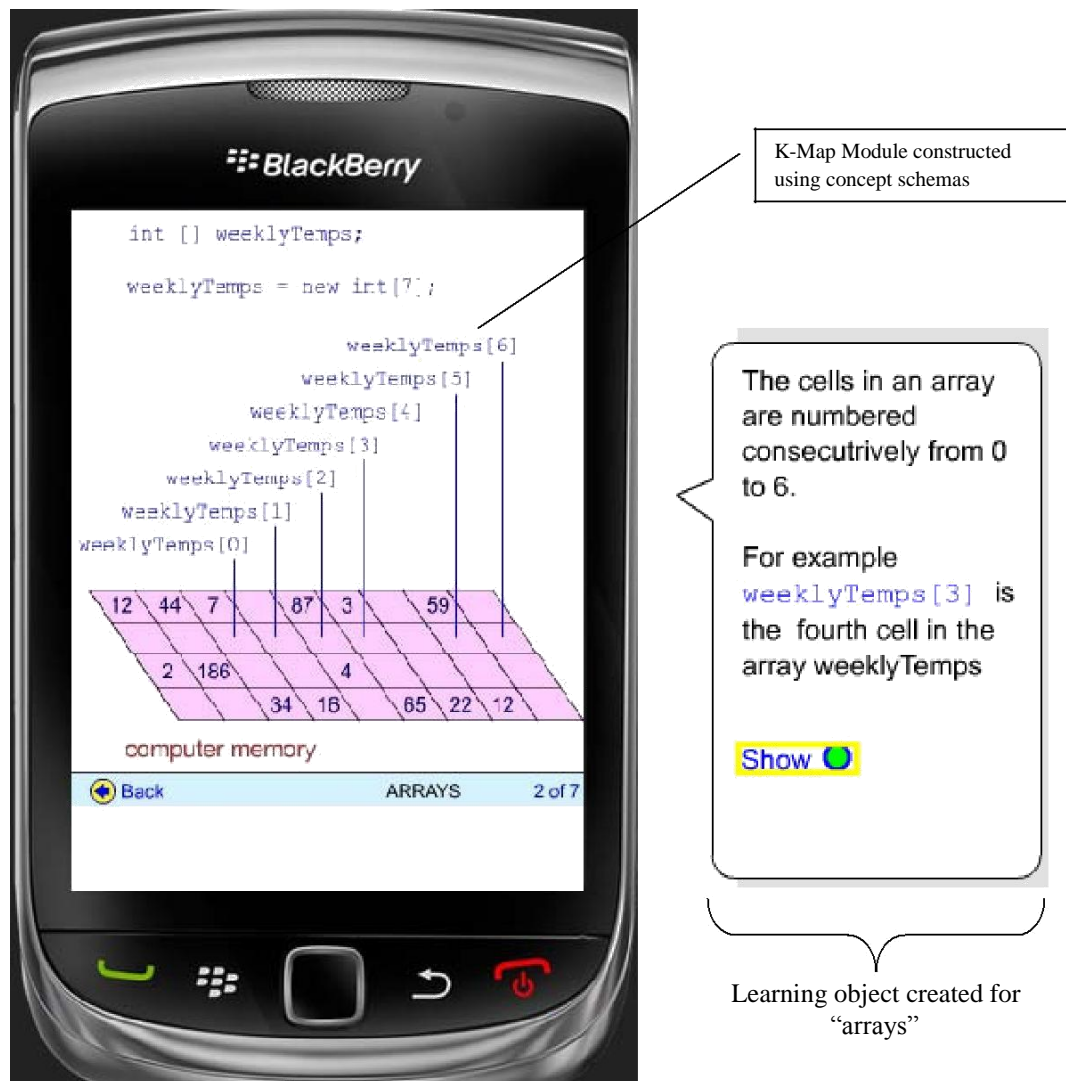 BlackBerry
K-Map Module constructed
using concept schemas
int [] weeklyTemps;
weeklyTemps = new int[7];
weeklyTemps[6]
weeklyTemps[5]
weeklyTemps[4]
weeklyTemps[3]
weeklyTemps[2]
weeklyTemps[1]
weeklyTemps[0]
12 44 7 87 3 59
2 186 4
34 16 65 22 12
computer memory
Back ARRAYS 2 of 7
The cells in an array
are numbered
consecutrively from 0
to 6.
For example
weeklyTemps[3] is
the fourth cell in the
array weeklyTemps
Show
Learning object created for
“arrays”